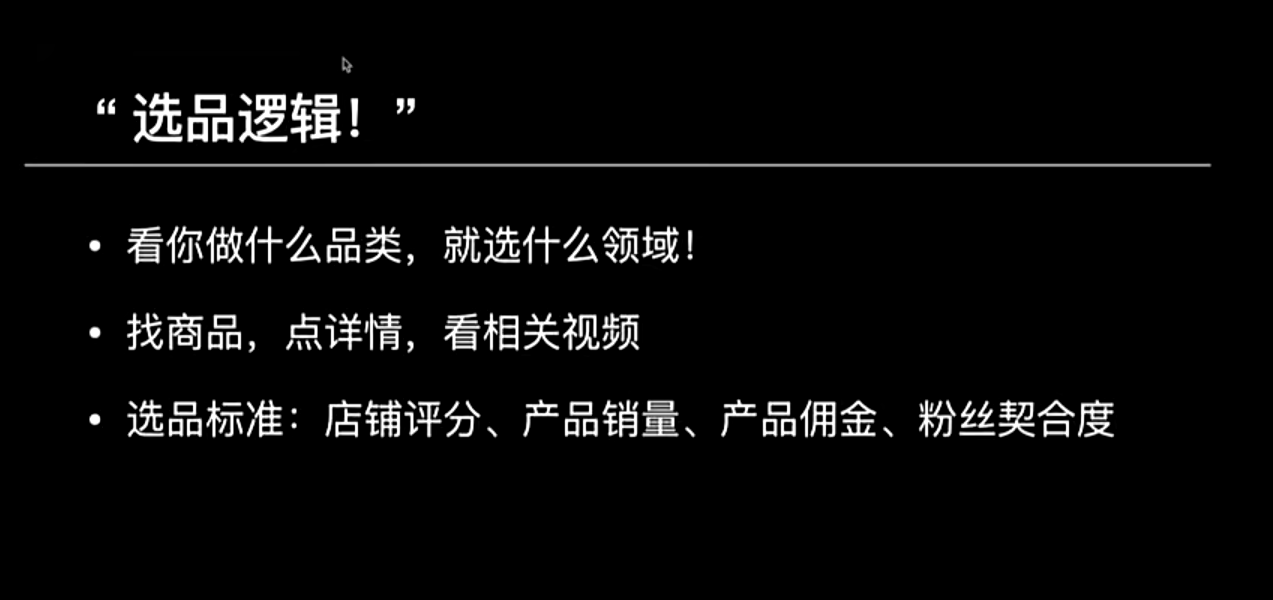 “ 选品逻辑！”
• 看你做什么品类，就选什么领域！
• 找商品，点详情，看相关视频
• 选品标准：店铺评分、产品销量、产品佣金、粉丝契合度